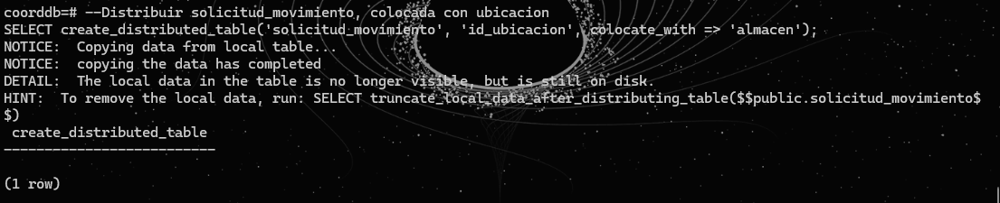 coorddb=# --Distribuir solicitud_movimiento, colocada con ubicacion
SELECT create_distributed_table('solicitud_movimiento', 'id_ubicacion', colocate_with => 'almacen');
NOTICE:  Copying data from local table...
NOTICE:  copying the data has completed
DETAIL:  The local data in the table is no longer visible, but is still on disk.
HINT:  To remove the local data, run: SELECT truncate_local_data_after_distributing_table($$public.solicitud_movimiento$
$)
 create_distributed_table
--------------------------

(1 row)